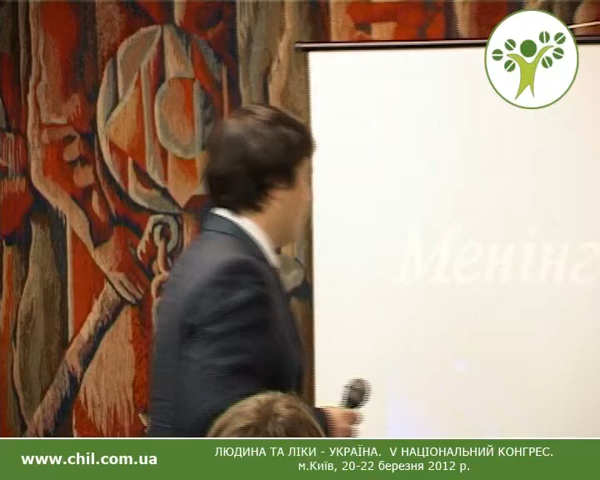 Менінг
www.chil.com.ua
ЛЮДИНА ТА ЛІКИ - УКРАЇНА. V НАЦІОНАЛЬНИЙ КОНГРЕС.
м.Київ, 20-22 березня 2012 р.